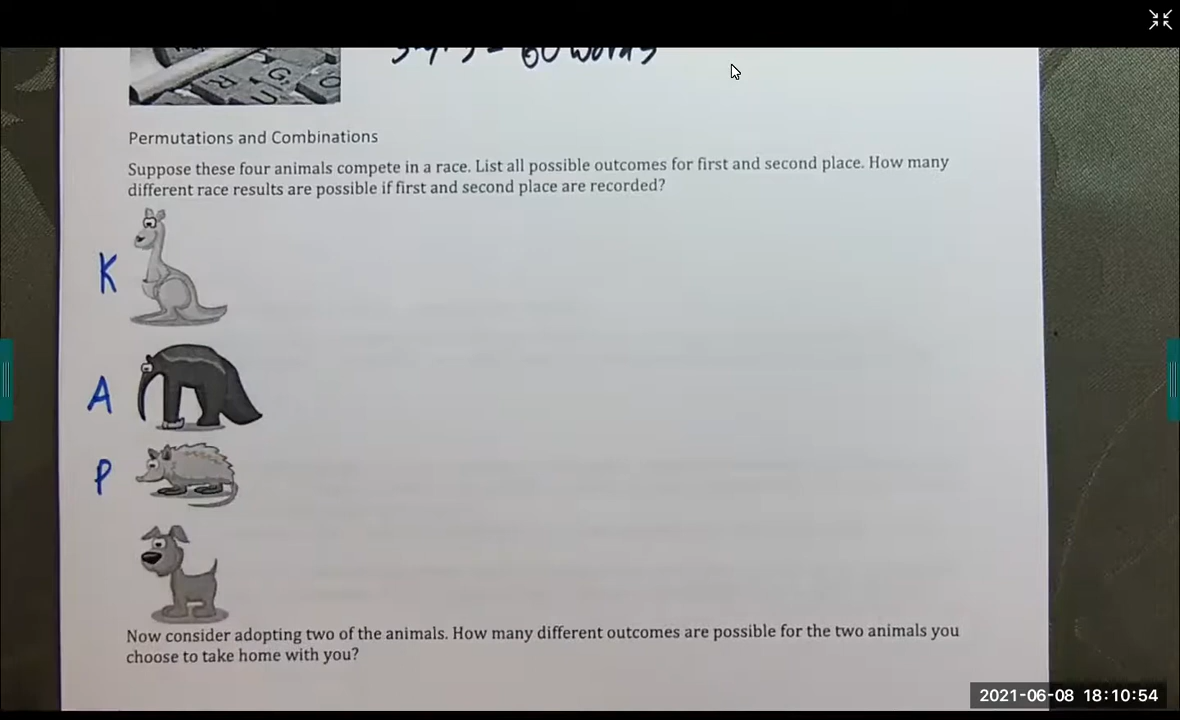 60 words
Permutations and Combinations
Suppose these four animals compete in a race. List all possible outcomes for first and second place. How many
different race results are possible if first and second place are recorded?
K
A
P
Now consider adopting two of the animals. How many different outcomes are possible for the two animals you
choose to take home with you?
2021-06-08 18:10:54